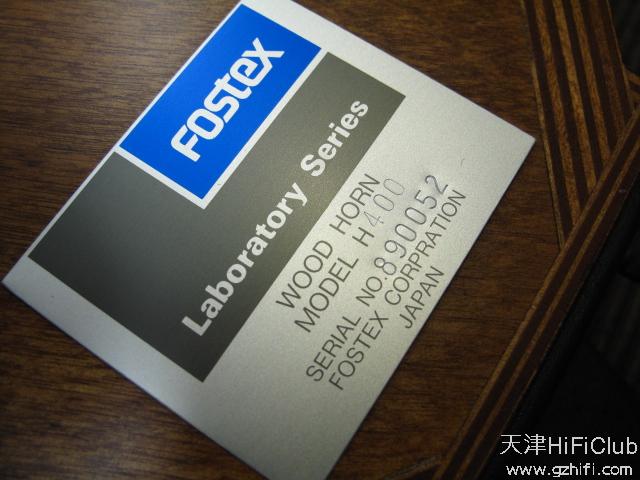 FOSTEX
Laboratory Series
WOOD HORN
MODEL H400
SERIAL NO.890052
FOSTEX CORPRATION
JAPAN
天津HiFiClub
www.gzhifi.com